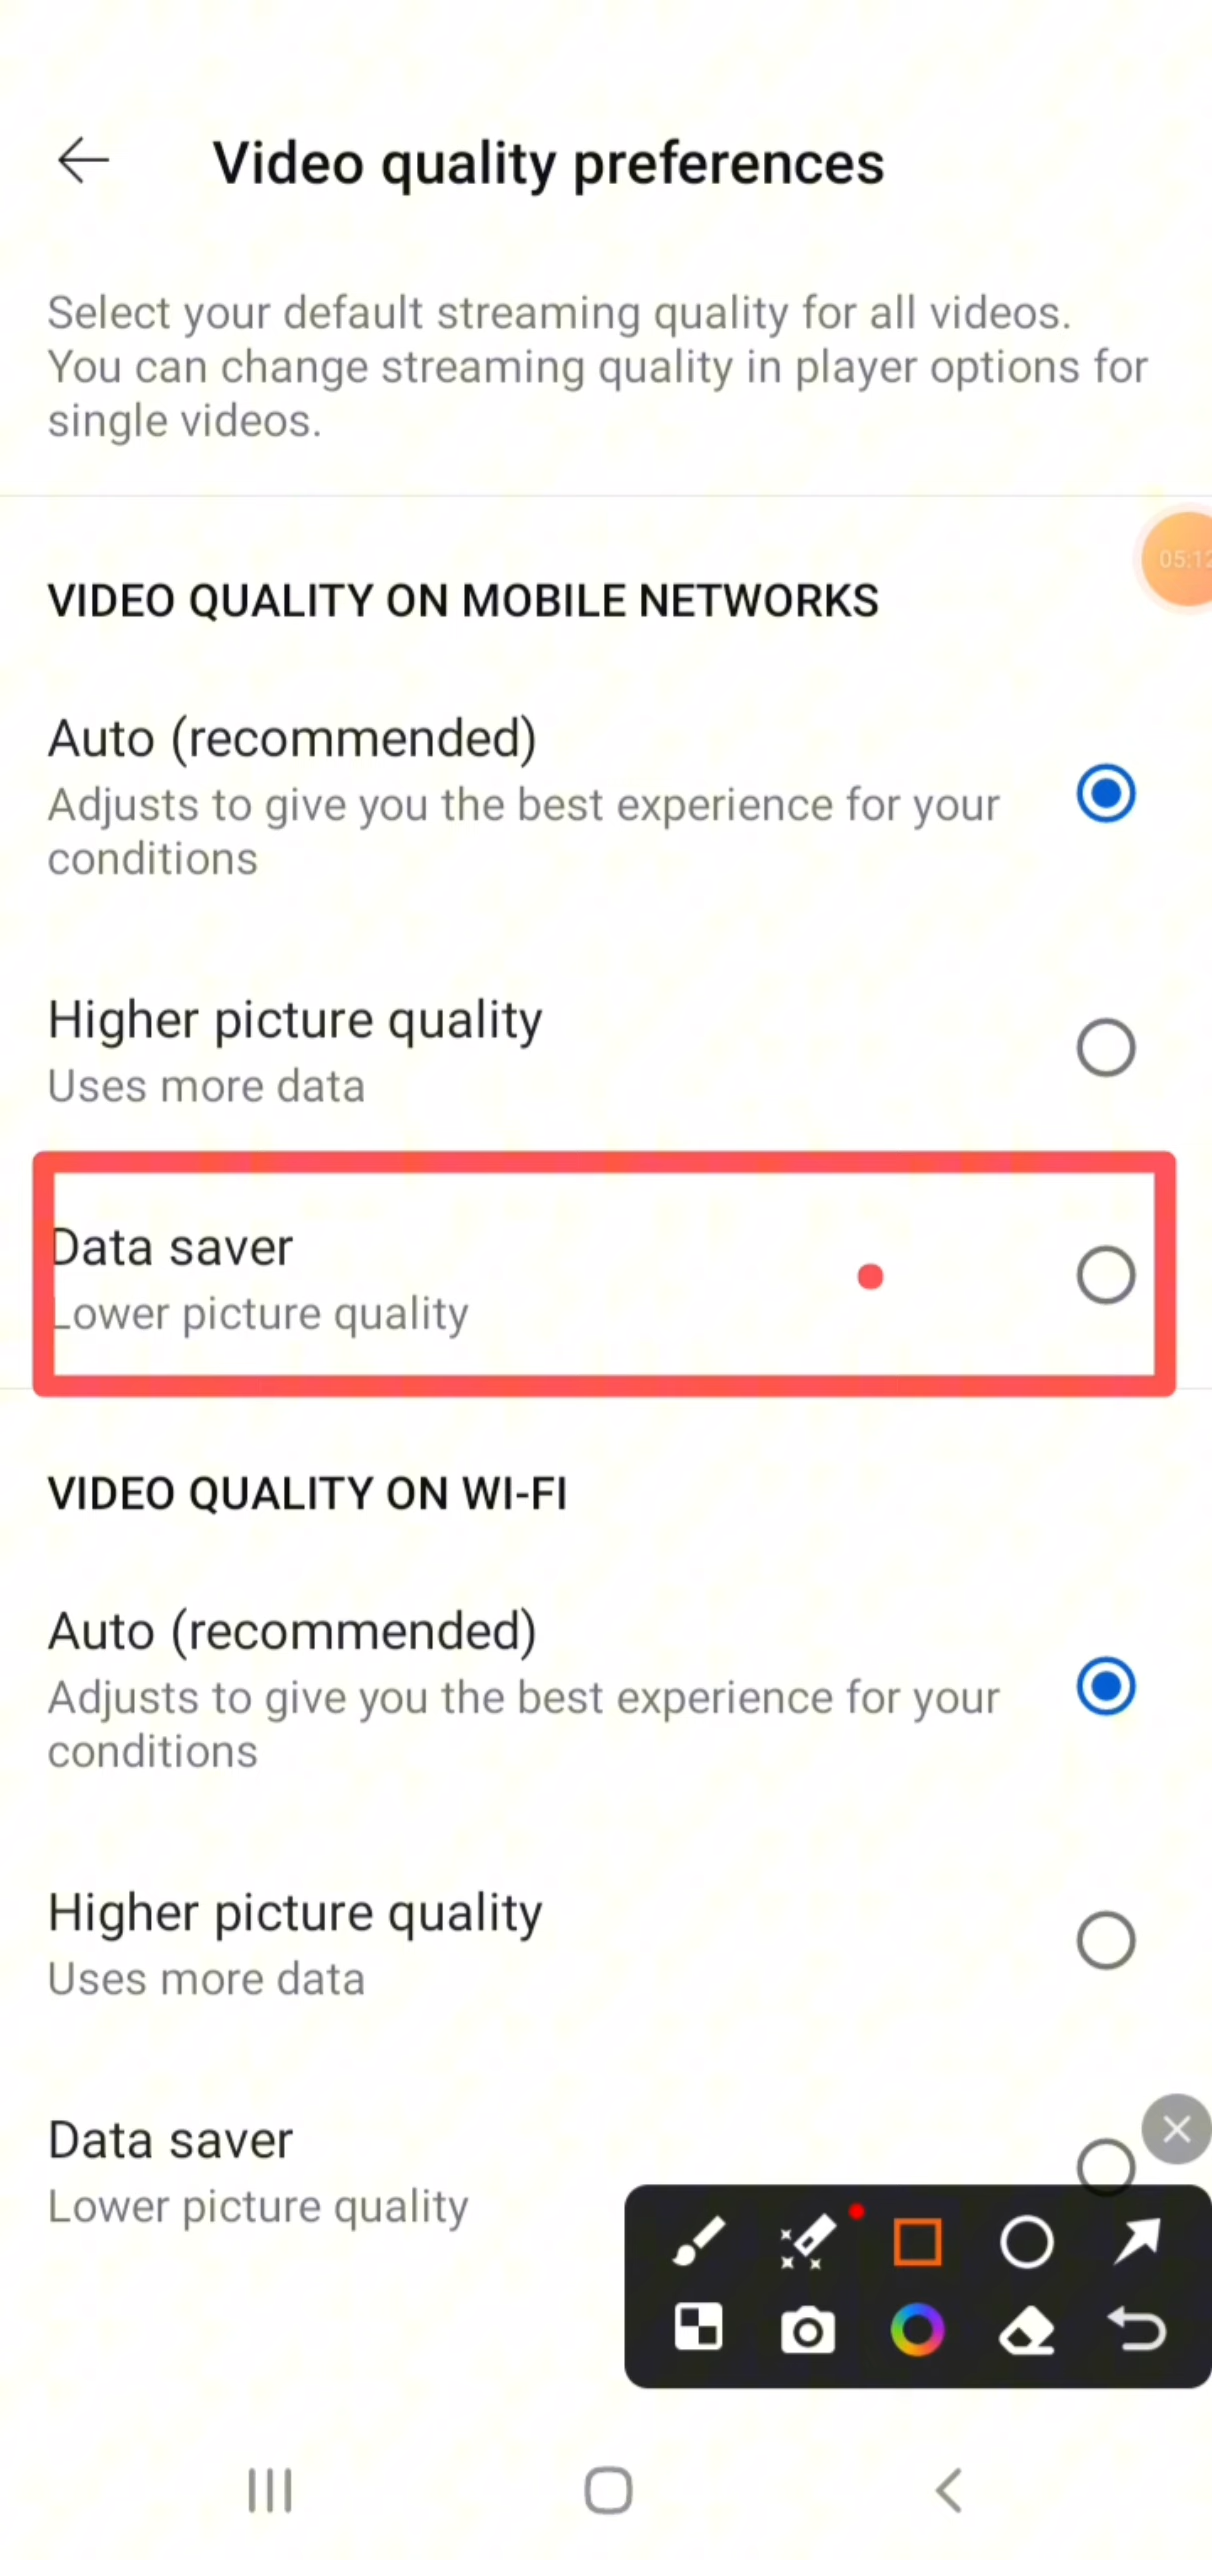 Video quality preferences
Select your default streaming quality for all videos.
You can change streaming quality in player options for
single videos.
05:12
VIDEO QUALITY ON MOBILE NETWORKS
Auto (recommended)
Adjusts to give you the best experience for your
conditions
Higher picture quality
Uses more data
Data saver
Lower picture quality
VIDEO QUALITY ON WI-FI
Auto (recommended)
Adjusts to give you the best experience for your
conditions
Higher picture quality
Uses more data
Data saver
Lower picture quality